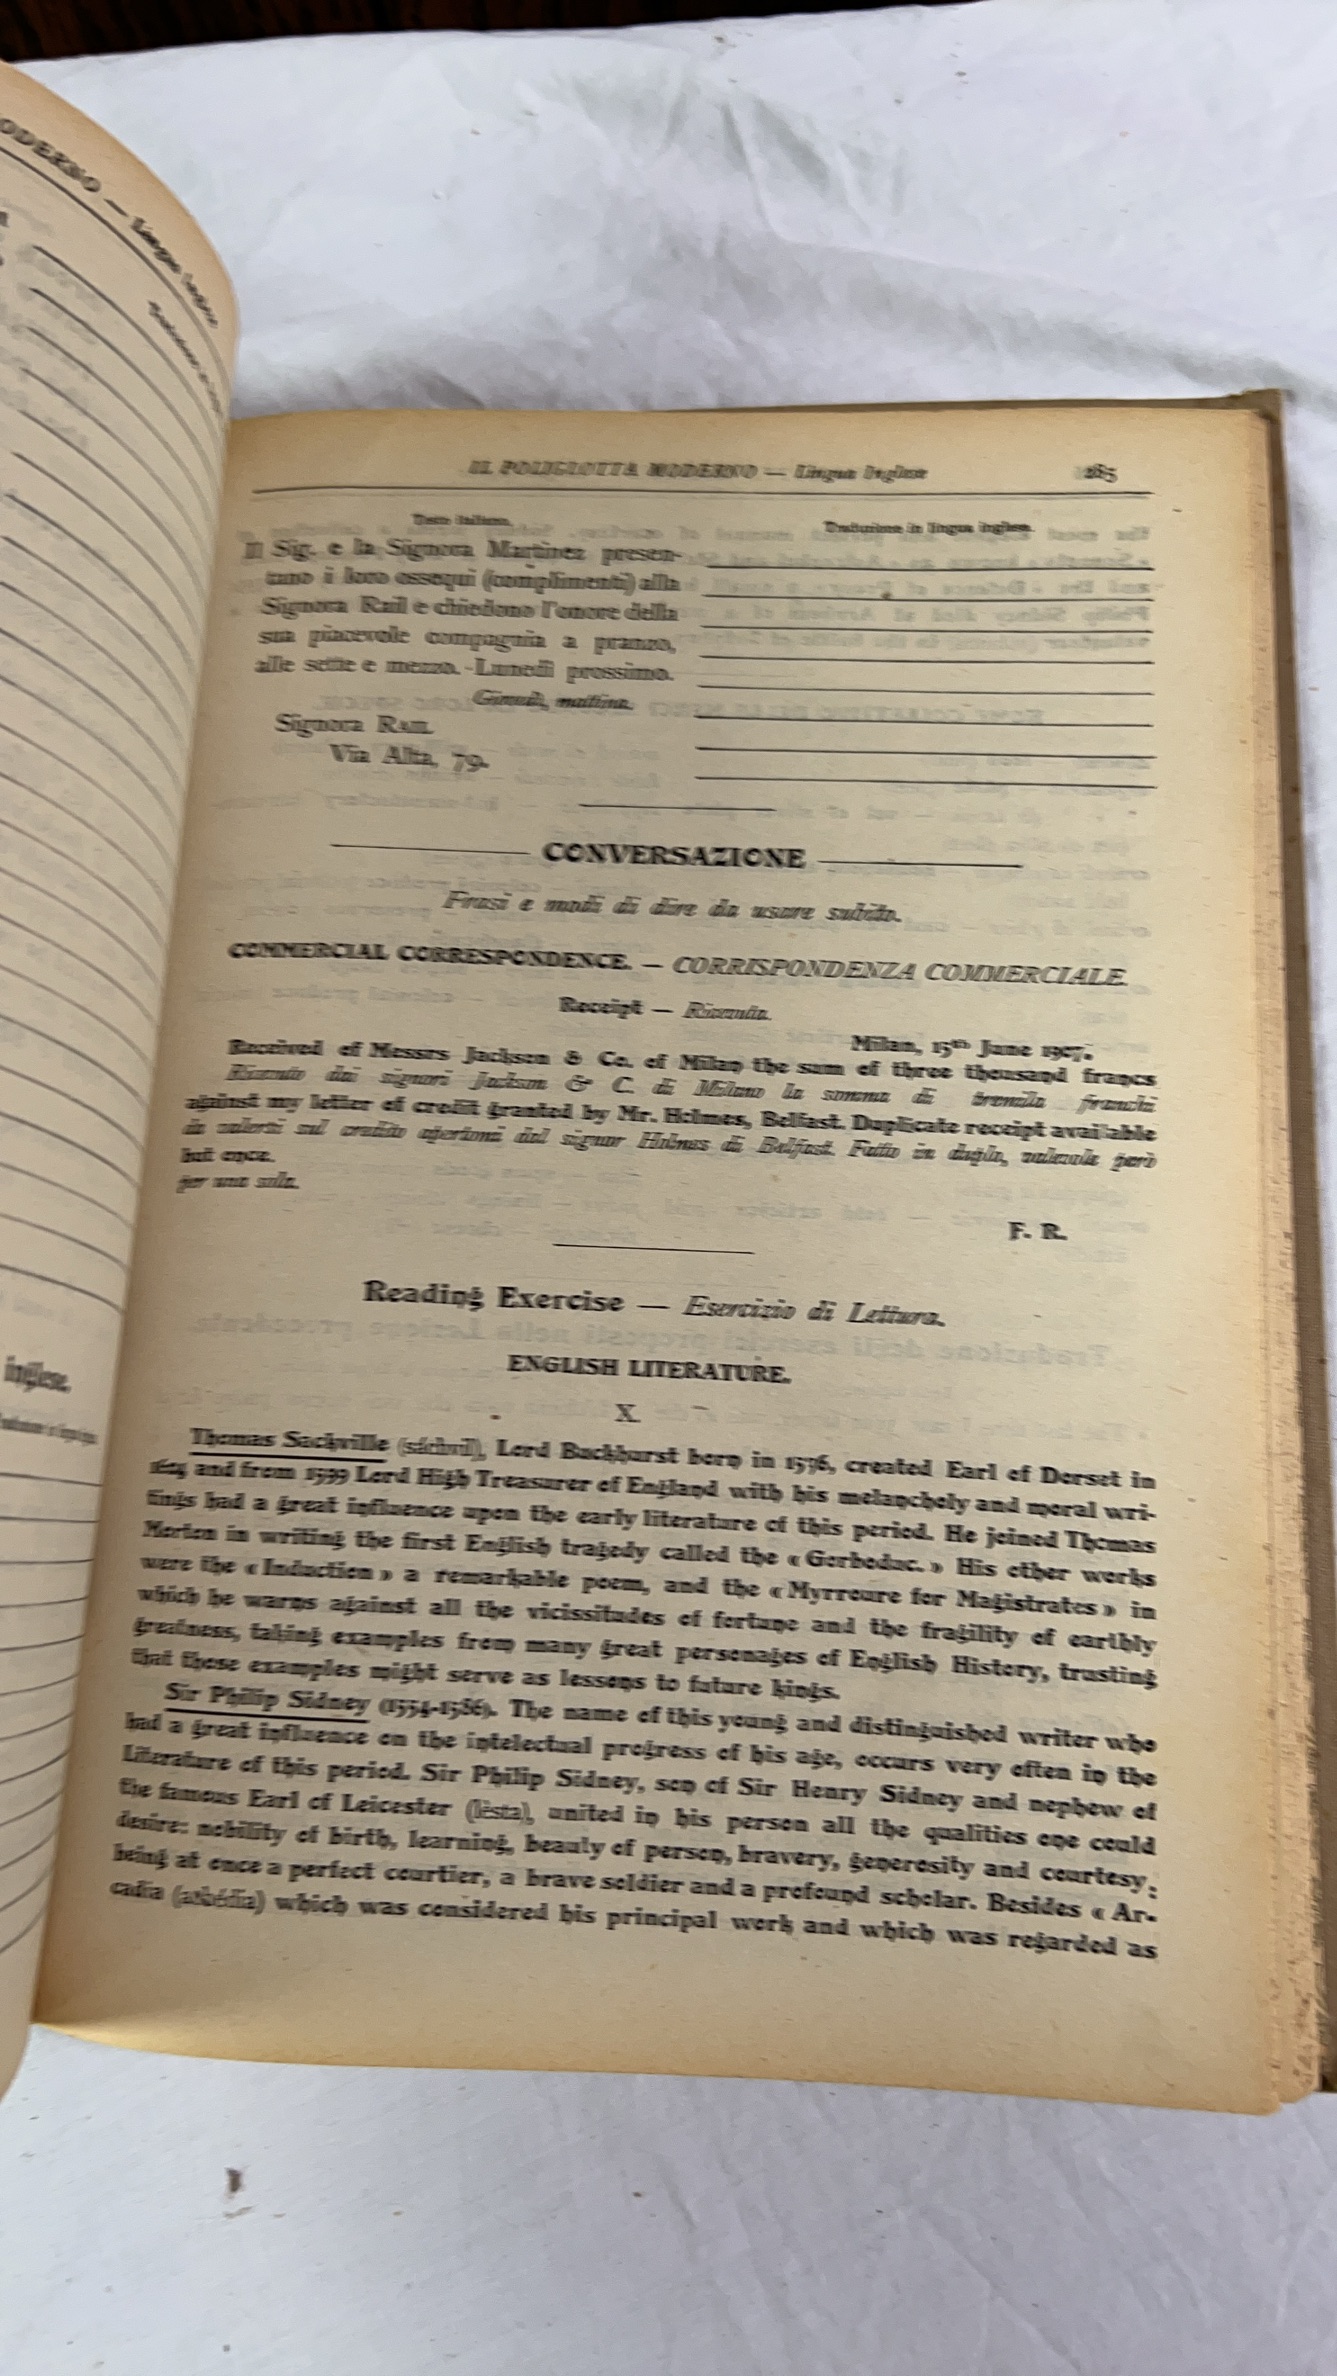 ODERNO — Lingua Inglese
inglese.
IL POLIGLOTTA MODERNO — Lingua Inglese 285
Testo italiano. Traduzione in lingua inglese.
Il Sig. e la Signora Martinez presen-
tano i loro ossequi (complimenti) alla
Signora Rail e chiedono l'onore della
sua piacevole compagnia a pranzo,
alle sette e mezzo. - Lunedì prossimo.
Giovedì, mattina.
Signora RAIL
Via Alta, 79.
CONVERSAZIONE
Frasi e modi di dire da usare subito.
COMMERCIAL CORRESPONDENCE. — CORRISPONDENZA COMMERCIALE.
Receipt — Ricevuta.
Milan, 15th June 1907.
Received of Messrs Jackson & Co. of Milan the sum of three thousand francs
Ricevuto dai signori Jackson & C. di Milano la somma di tremila franchi
against my letter of credit granted by Mr. Holmes, Belfast. Duplicate receipt available
da valersi sul credito apertomi dal signor Holmes di Belfast. Fatto in duplo, valevole però
but once.
per una sola.
F. R.
Reading Exercise — Esercizio di Lettura.
ENGLISH LITERATURE.
X.
Thomas Sackville (sáchvil), Lord Buckhurst born in 1576, created Earl of Dorset in
1604 and from 1599 Lord High Treasurer of England with his melancholy and moral wri-
tings had a great influence upon the early literature of this period. He joined Thomas
Morton in writing the first English tragedy called the « Gorboduc. » His other works
were the « Induction » a remarkable poem, and the « Myrroure for Magistrates » in
which he warns against all the vicissitudes of fortune and the fragility of earthly
greatness, taking examples from many great personages of English History, trusting
that these examples might serve as lessons to future kings.
Sir Philip Sidney (1554-1586). The name of this young and distinguished writer who
had a great influence on the intelectual progress of his age, occurs very often in the
Literature of this period. Sir Philip Sidney, son of Sir Henry Sidney and nephew of
the famous Earl of Leicester (lèsta), united in his person all the qualities one could
desire: nobility of birth, learning, beauly of person, bravery, generosity and courtesy;
being at once a perfect courtier, a brave soldier and a profound scholar. Besides « Ar-
cadia (arkédia) which was considered his principal work and which was regarded as